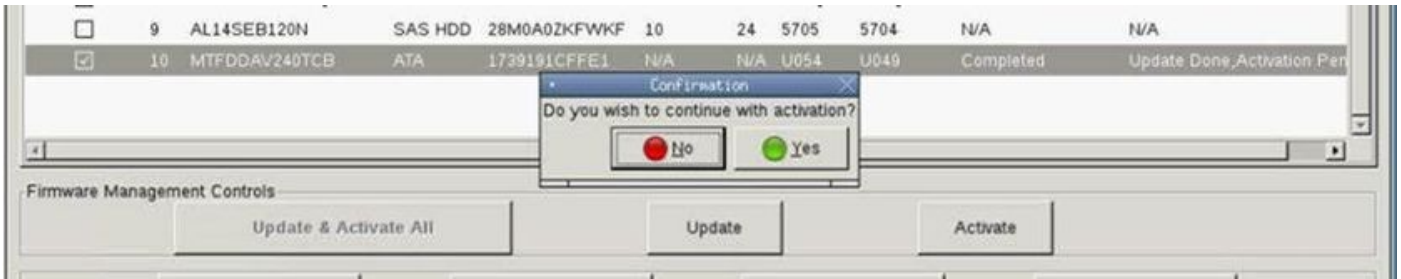 9 AL14SEB120N SAS HDD 28M0A0ZKFWKF 10 24 5705 5704 N/A N/A
10 MTFDDAV240TCB ATA 1739191CFFE1 N/A N/A U054 U049 Completed Update Done,Activation Pen
Confirmation
Do you wish to continue with activation?
No Yes
Firmware Management Controls
Update & Activate All Update Activate